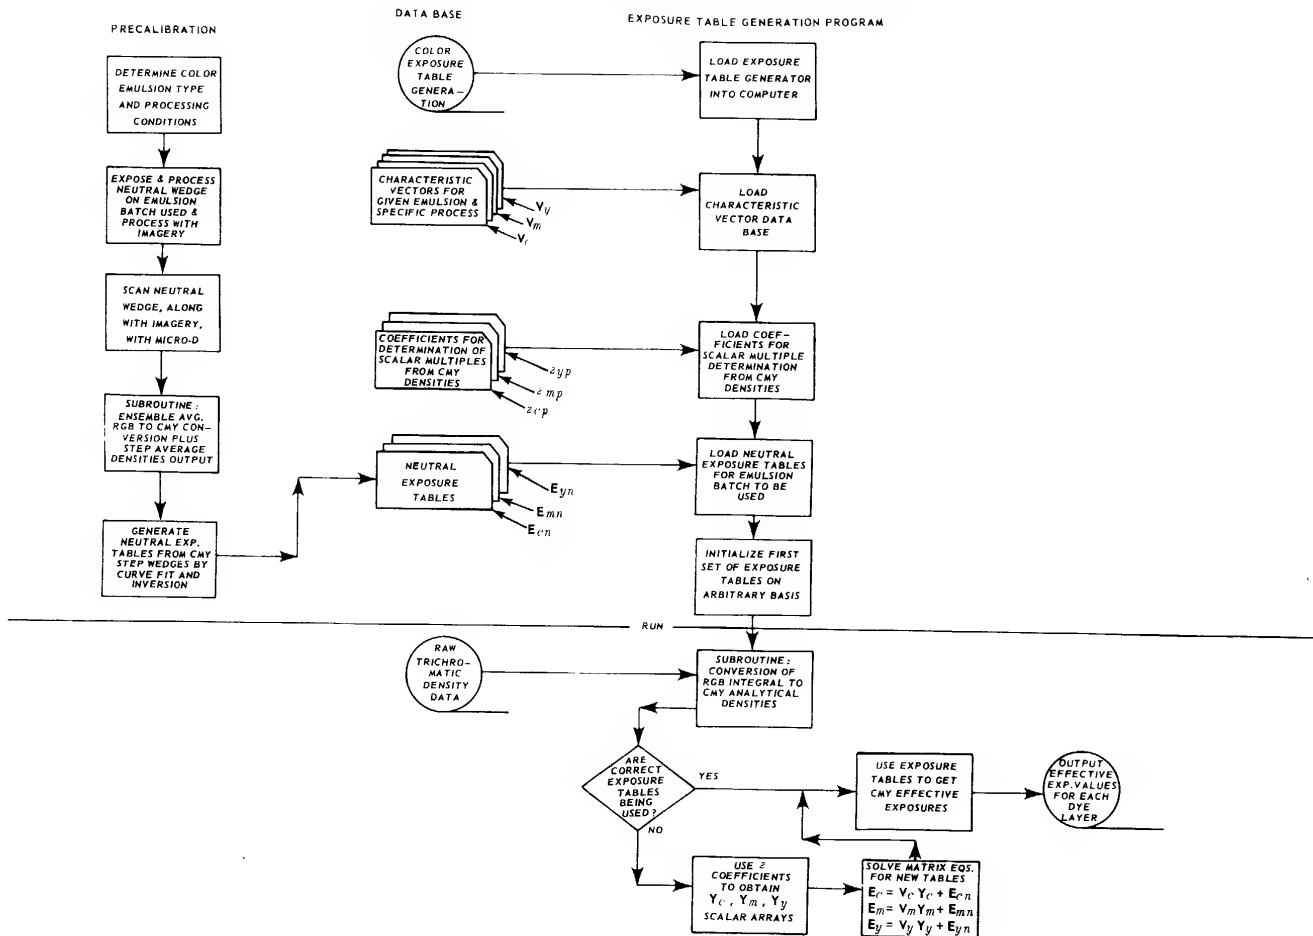 PRECALIBRATION
DETERMINE COLOR
EMULSION TYPE
AND PROCESSING
CONDITIONS
EXPOSE & PROCESS
NEUTRAL WEDGE
ON EMULSION
BATCH USED &
PROCESS WITH
IMAGERY
SCAN NEUTRAL
WEDGE, ALONG
WITH IMAGERY,
WITH MICRO-D
SUBROUTINE:
ENSEMBLE AVG.
RGB TO CMY CON-
VERSION PLUS
STEP AVERAGE
DENSITIES OUTPUT
GENERATE
NEUTRAL EXP.
TABLES FROM CMY
STEP WEDGES BY
CURVE FIT AND
INVERSION
DATA BASE
COLOR
EXPOSURE
TABLE
GENERA-
TION
CHARACTERISTIC
VECTORS FOR
GIVEN EMULSION &
SPECIFIC PROCESS
Vy
Vm
Vc
COEFFICIENTS FOR
DETERMINATION OF
SCALAR MULTIPLES
FROM CMY
DENSITIES
zyp
zmp
zcp
NEUTRAL
EXPOSURE
TABLES
Eyn
Emn
Ecn
EXPOSURE TABLE GENERATION PROGRAM
LOAD EXPOSURE
TABLE GENERATOR
INTO COMPUTER
LOAD
CHARACTERISTIC
VECTOR DATA
BASE
LOAD COEF-
FICIENTS FOR
SCALAR MULTIPLE
DETERMINATION
FROM CMY
DENSITIES
LOAD NEUTRAL
EXPOSURE TABLES
FOR EMULSION
BATCH TO BE
USED
INITIALIZE FIRST
SET OF EXPOSURE
TABLES ON
ARBITRARY BASIS
RUN
RAW
TRICHRO-
MATIC
DENSITY
DATA
SUBROUTINE:
CONVERSION OF
RGB INTEGRAL TO
CMY ANALYTICAL
DENSITIES
ARE
CORRECT
EXPOSURE
TABLES
BEING
USED?
YES
NO
USE EXPOSURE
TABLES TO GET
CMY EFFECTIVE
EXPOSURES
OUTPUT
EFFECTIVE
EXP. VALUES
FOR EACH
DYE
LAYER
USE z
COEFFICIENTS
TO OBTAIN
Yc, Ym, Yy
SCALAR ARRAYS
SOLVE MATRIX EQS.
FOR NEW TABLES
Ec = VcYc + Ecn
Em = VmYm + Emn
Ey = VyYy + Eyn